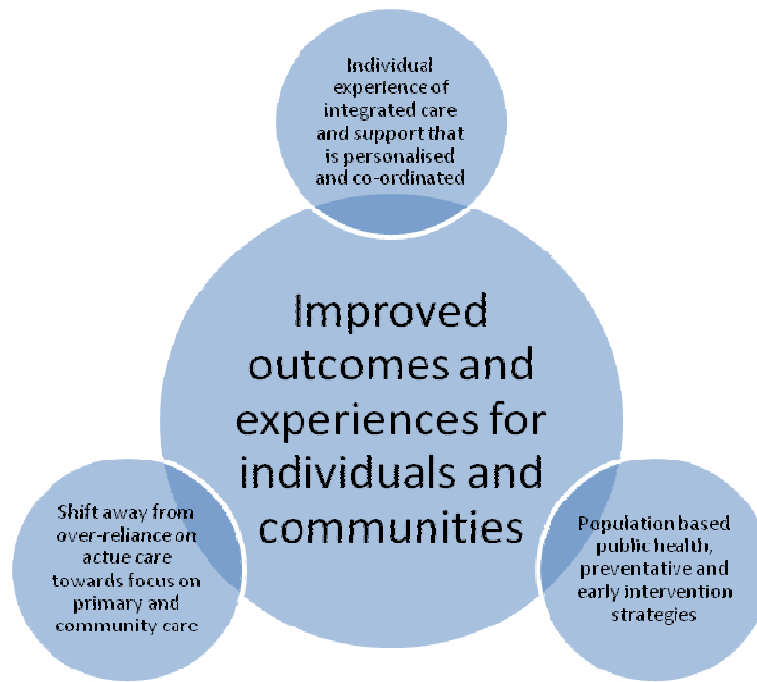 Individual
experience of
integrated care
and support that
is personalised
and co-ordinated
Improved
outcomes and
experiences for
individuals and
communities
Shift away from
over-reliance on
actue care
towards focus on
primary and
community care
Population based
public health,
preventative and
early intervention
strategies